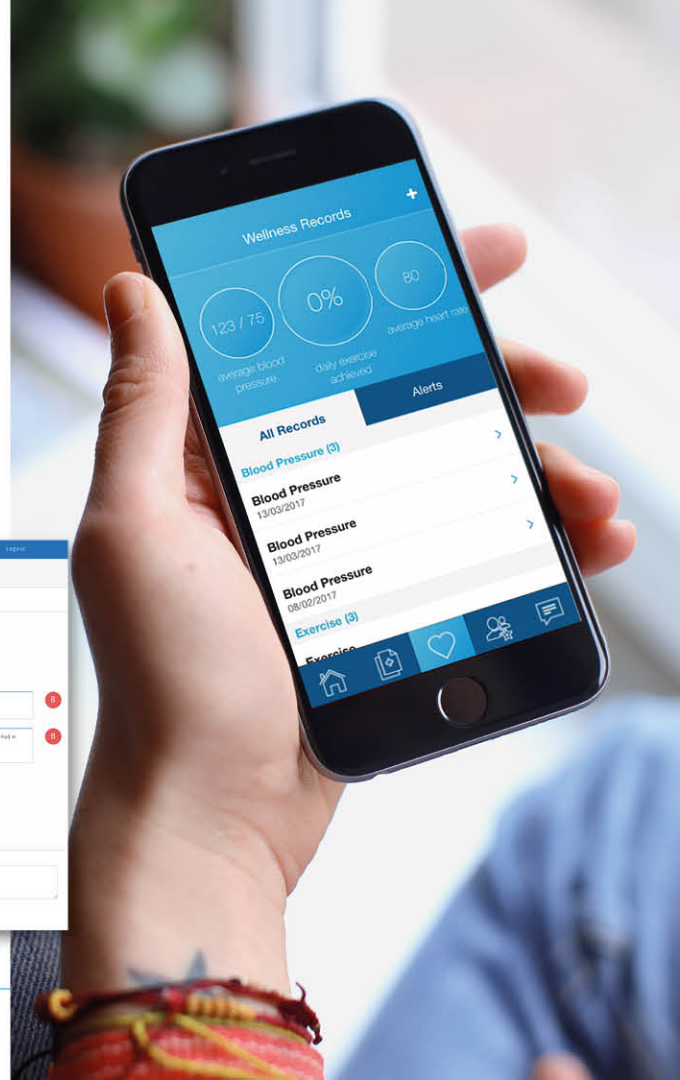 Wellness Records
+
123 / 75
0%
80
average blood
pressure
daily exercise
achieved
average heart rate
All Records
Alerts
Blood Pressure (3)
Blood Pressure
13/03/2017
Blood Pressure
13/03/2017
Blood Pressure
08/02/2017
Exercise (3)
Exercise
Logout
B
B